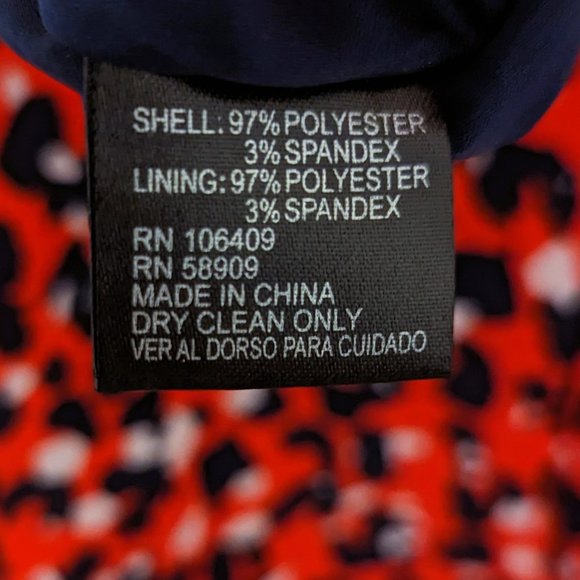 SHELL: 97% POLYESTER
3% SPANDEX
LINING: 97% POLYESTER
3% SPANDEX
RN 106409
RN 58909
MADE IN CHINA
DRY CLEAN ONLY
VER AL DORSO PARA CUIDADO